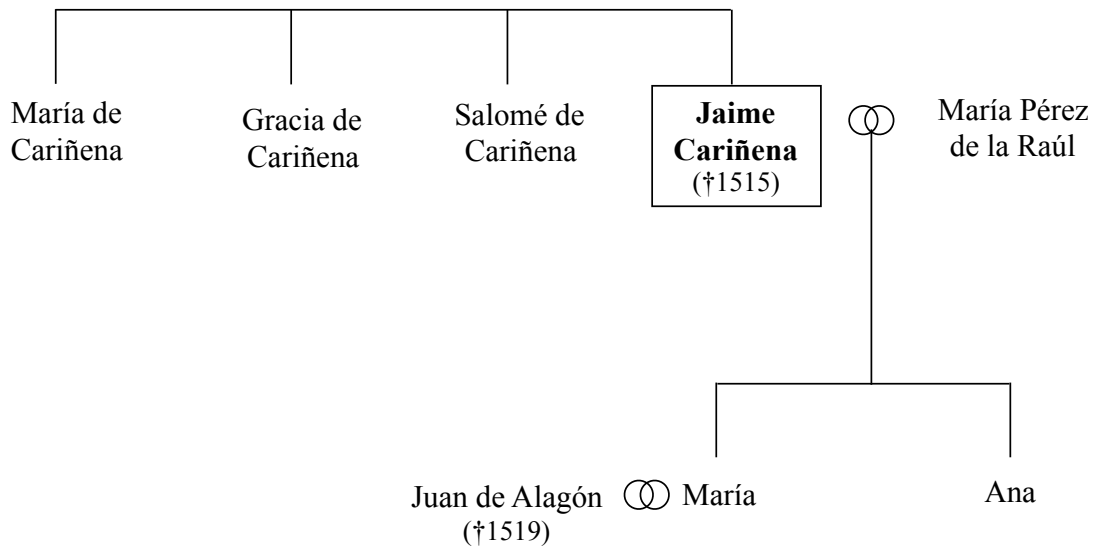 María de
Cariñena
Gracia de
Cariñena
Salomé de
Cariñena
Jaime
Cariñena
(†1515)
María Pérez
de la Raúl
Juan de Alagón
(†1519)
María
Ana